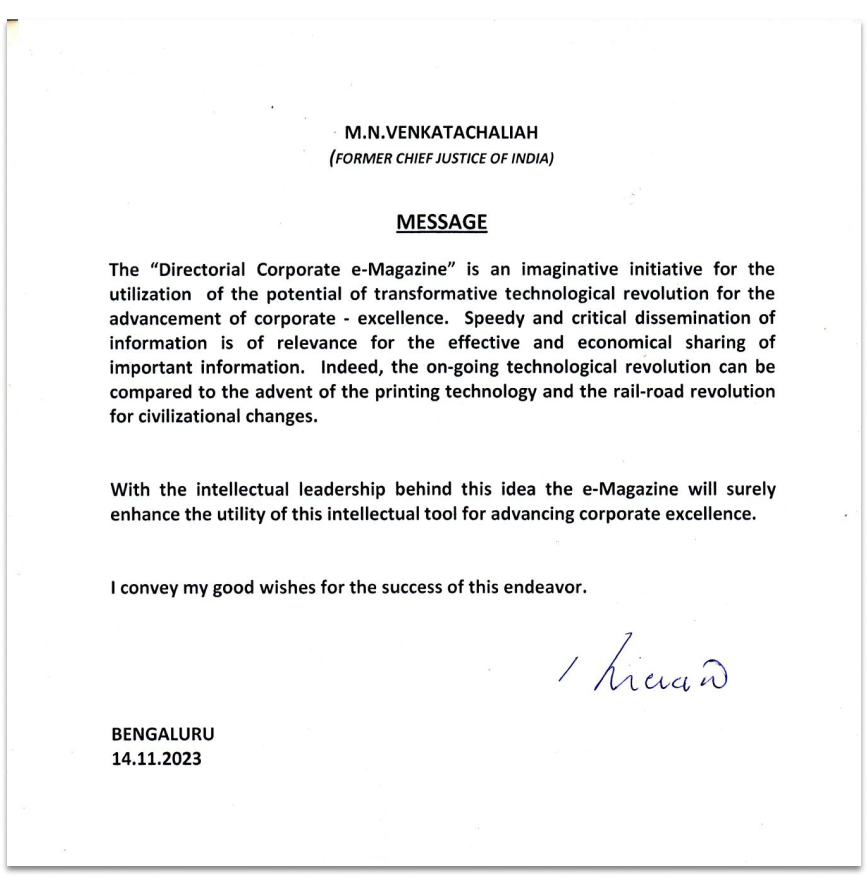 M.N.VENKATACHALIAH
(FORMER CHIEF JUSTICE OF INDIA)
MESSAGE
The “Directorial Corporate e-Magazine” is an imaginative initiative for the
utilization of the potential of transformative technological revolution for the
advancement of corporate - excellence. Speedy and critical dissemination of
information is of relevance for the effective and economical sharing of
important information. Indeed, the on-going technological revolution can be
compared to the advent of the printing technology and the rail-road revolution
for civilizational changes.
With the intellectual leadership behind this idea the e-Magazine will surely
enhance the utility of this intellectual tool for advancing corporate excellence.
I convey my good wishes for the success of this endeavor.
BENGALURU
14.11.2023